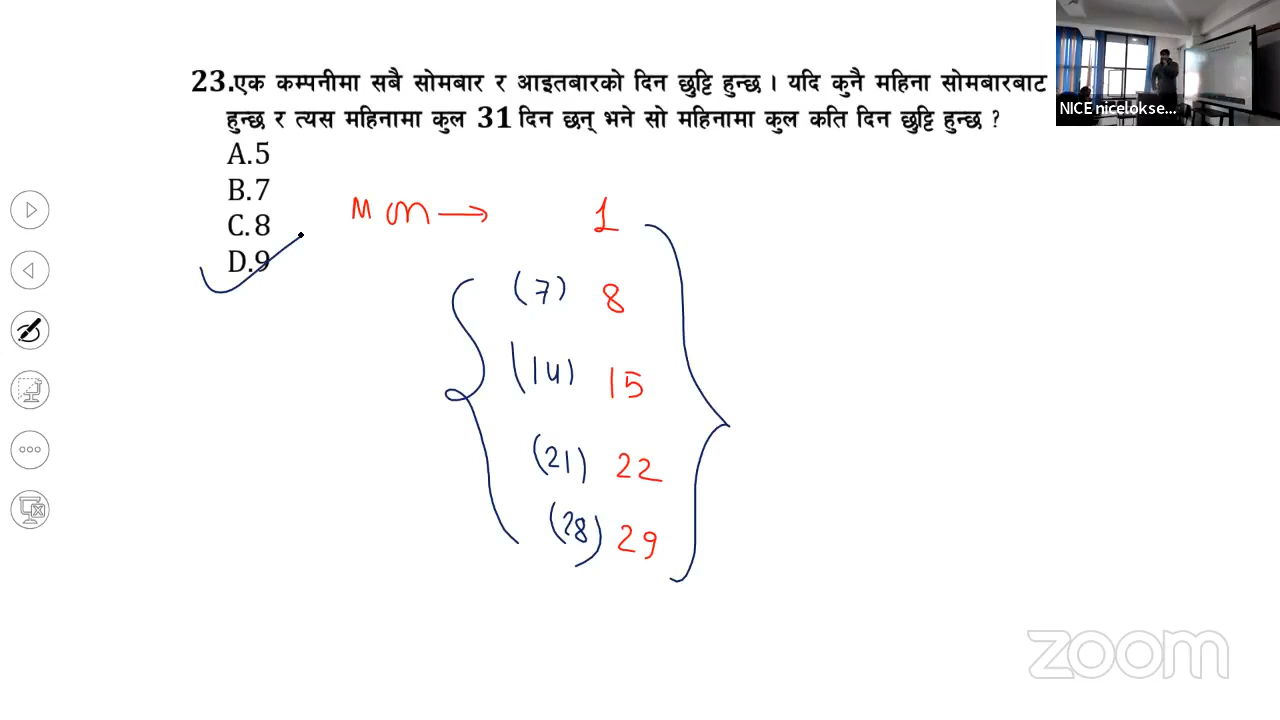 23.एक कम्पनीमा सबै सोमबार र आइतबारको दिन छुट्टि हुन्छ । यदि कुनै महिना सोमबारबाट
हुन्छ र त्यस महिनामा कुल 31 दिन छन् भने सो महिनामा कुल कति दिन छुट्टि हुन्छ ?
A.5
B.7
C.8
D.9
Mon → 1
(7) 8
(14) 15
(21) 22
(28) 29
NICE nicelokse...
zoom